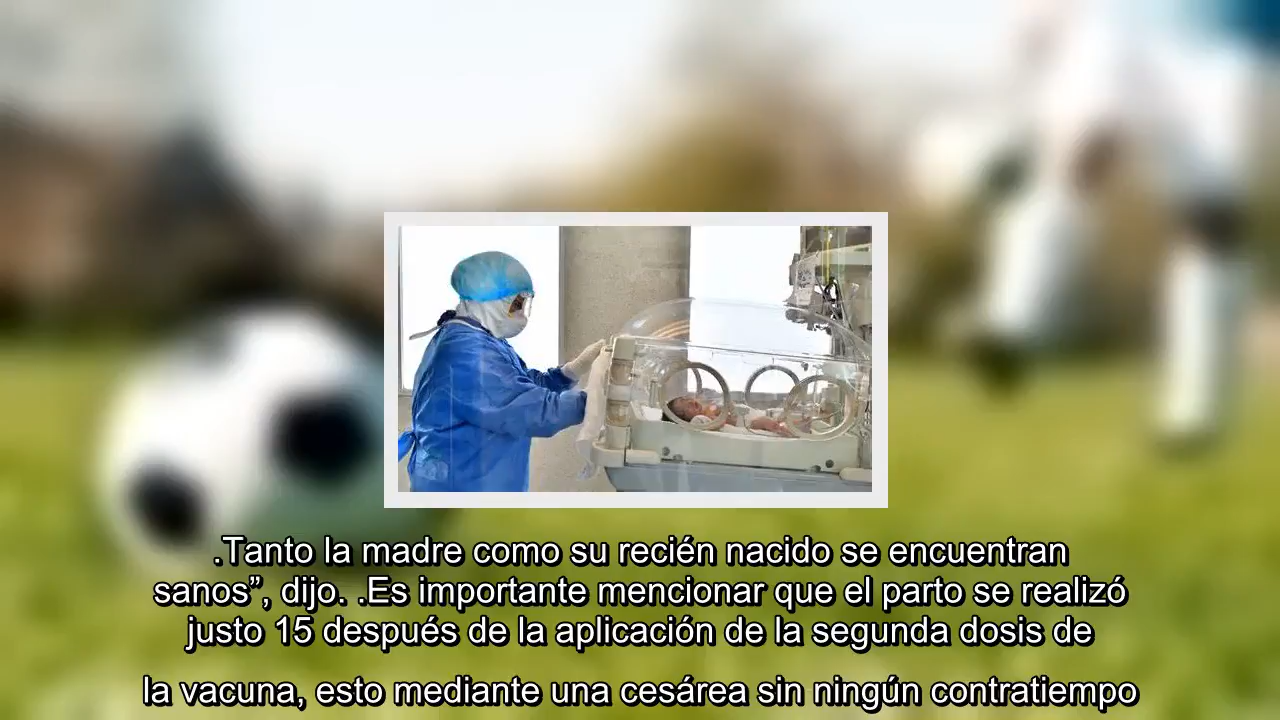 .Tanto la madre como su recién nacido se encuentran
sanos”, dijo. .Es importante mencionar que el parto se realizó
justo 15 después de la aplicación de la segunda dosis de
la vacuna, esto mediante una cesárea sin ningún contratiempo